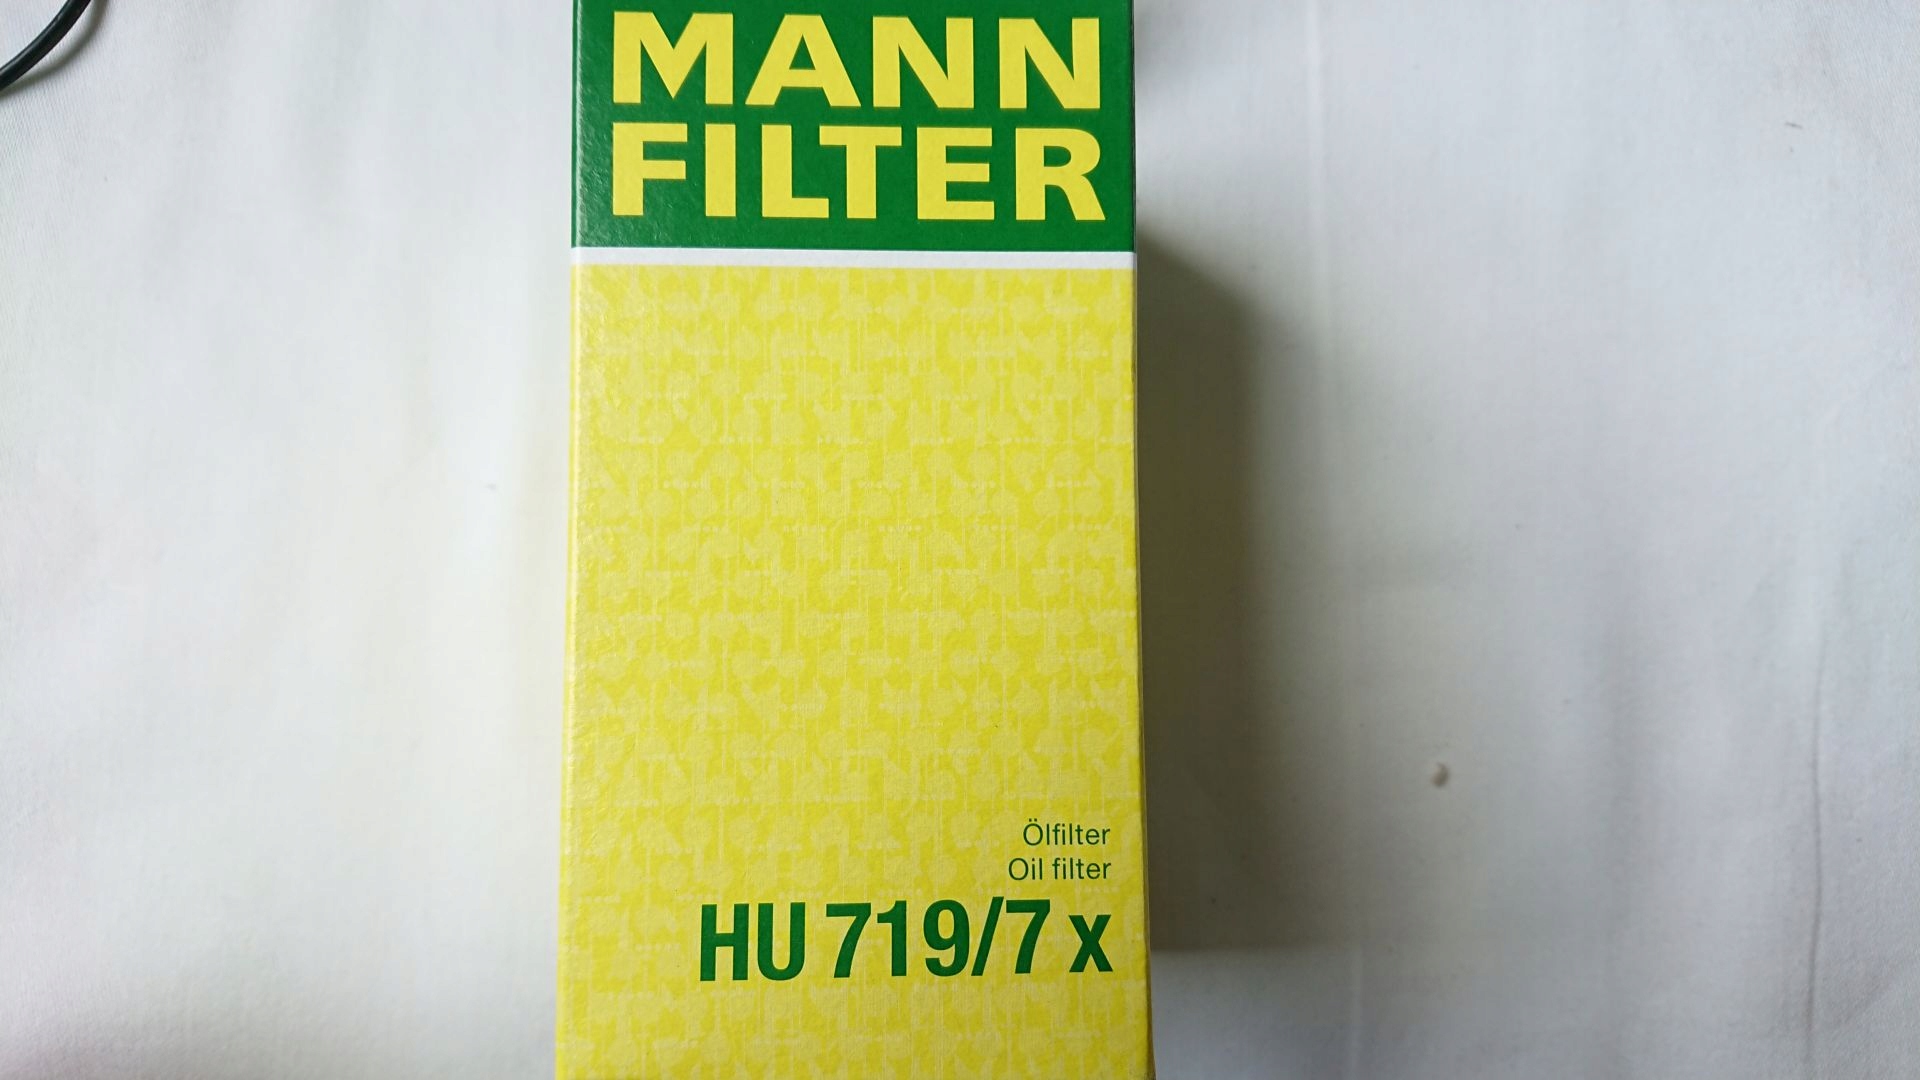 MANN
FILTER
Ölfilter
Oil filter
HU 719/7 x